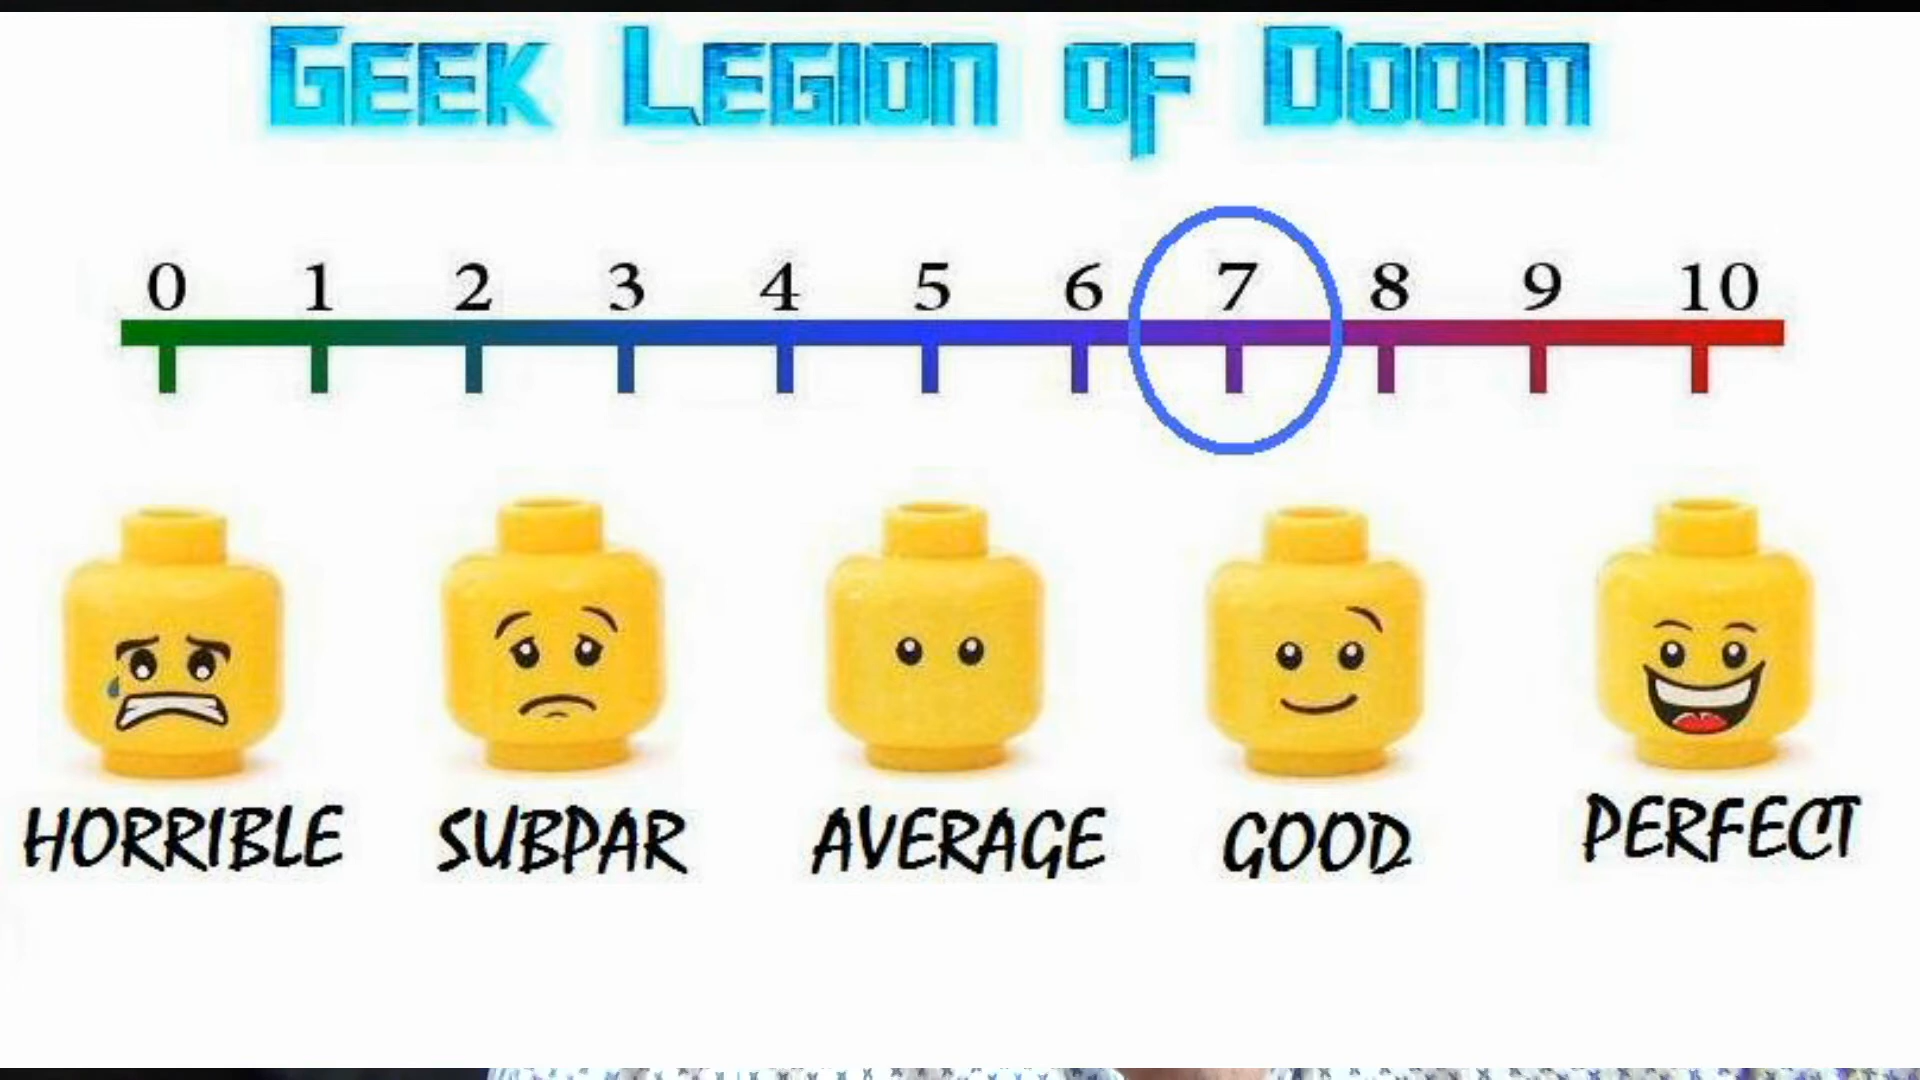 GEEK LEGION OF DOOM
0 1 2 3 4 5 6 7 8 9 10
HORRIBLE SUBPAR AVERAGE GOOD PERFECT